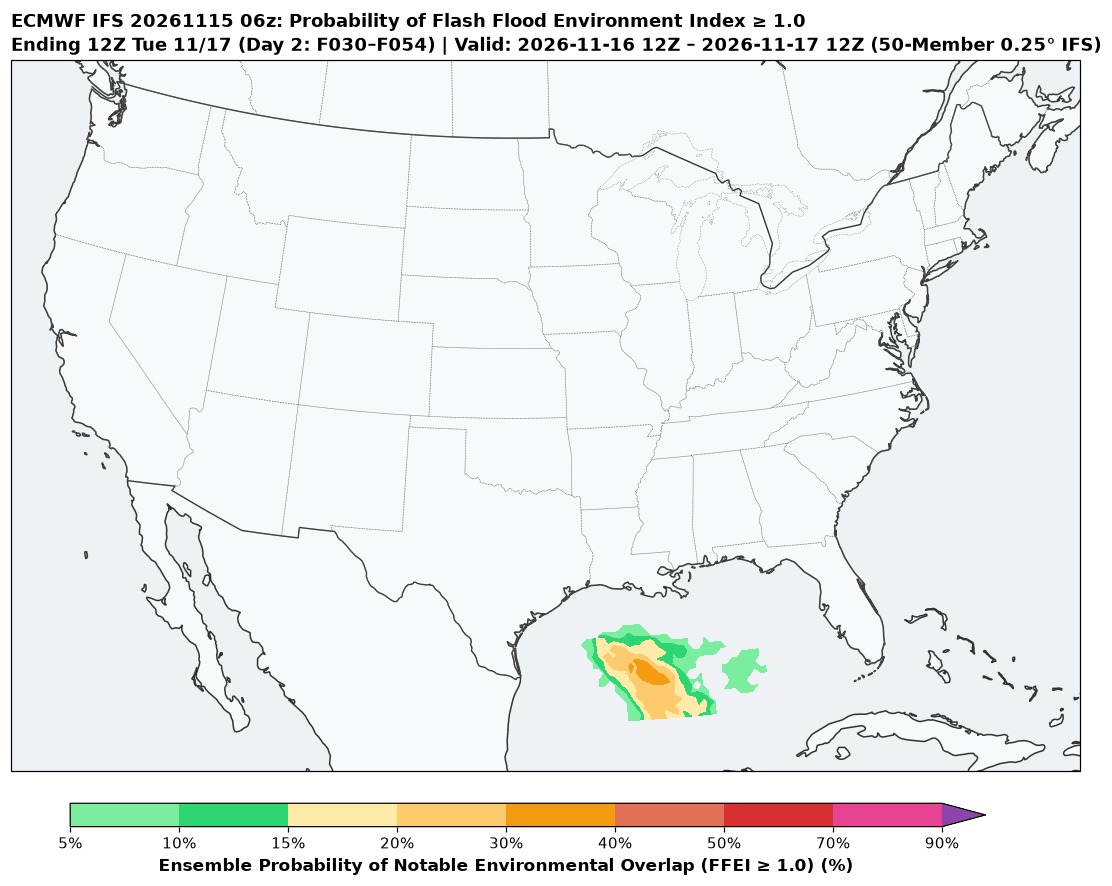 ECMWF IFS 20261115 06z: Probability of Flash Flood Environment Index ≥ 1.0
Ending 12Z Tue 11/17 (Day 2: F030–F054) | Valid: 2026-11-16 12Z – 2026-11-17 12Z (50-Member 0.25° IFS)
5% 10% 15% 20% 30% 40% 50% 70% 90%
Ensemble Probability of Notable Environmental Overlap (FFEI ≥ 1.0) (%)